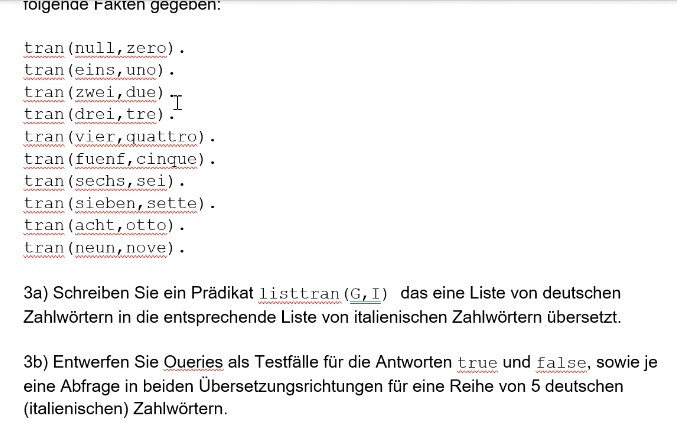 folgende Fakten gegeben:
tran(null,zero).
tran(eins,uno).
tran(zwei,due).
tran(drei,tre).
tran(vier,quattro).
tran(fuenf,cinque).
tran(sechs,sei).
tran(sieben,sette).
tran(acht,otto).
tran(neun,nove).
3a) Schreiben Sie ein Prädikat listtran(G,I) das eine Liste von deutschen
Zahlwörtern in die entsprechende Liste von italienischen Zahlwörtern übersetzt.
3b) Entwerfen Sie Queries als Testfälle für die Antworten true und false, sowie je
eine Abfrage in beiden Übersetzungsrichtungen für eine Reihe von 5 deutschen
(italienischen) Zahlwörtern.